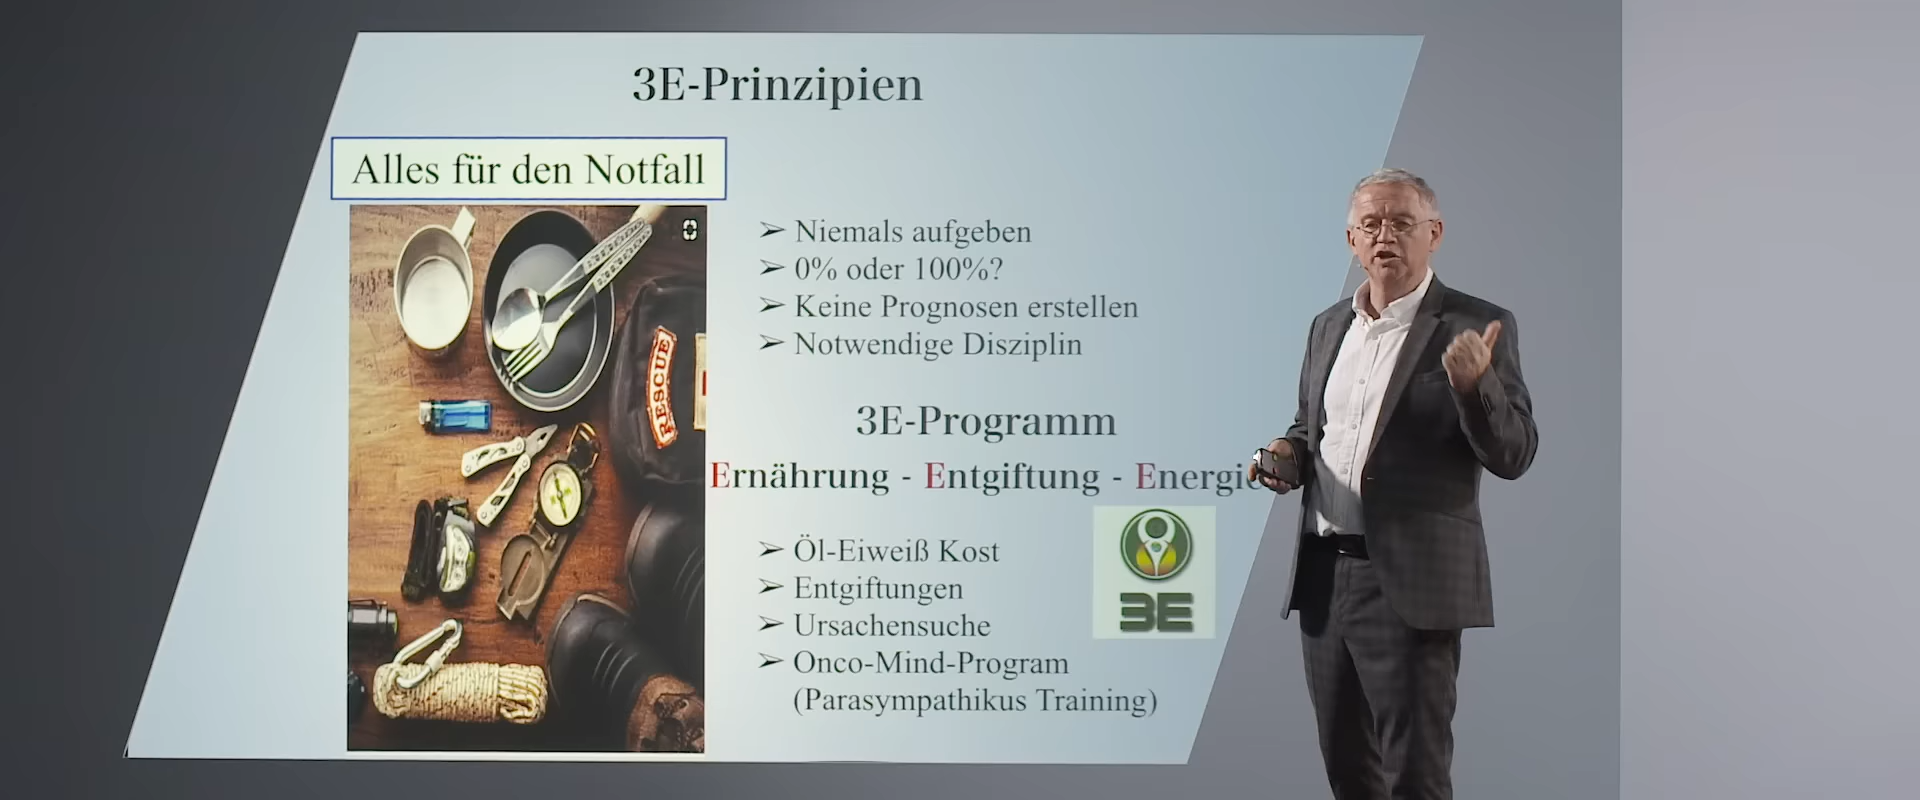 3E-Prinzipien
Alles für den Notfall
RESCUE
➢ Niemals aufgeben
➢ 0% oder 100%?
➢ Keine Prognosen erstellen
➢ Notwendige Disziplin
3E-Programm
Ernährung - Entgiftung - Energie
➢ Öl-Eiweiß Kost
➢ Entgiftungen
➢ Ursachensuche
➢ Onco-Mind-Program
(Parasympathikus Training)
3E